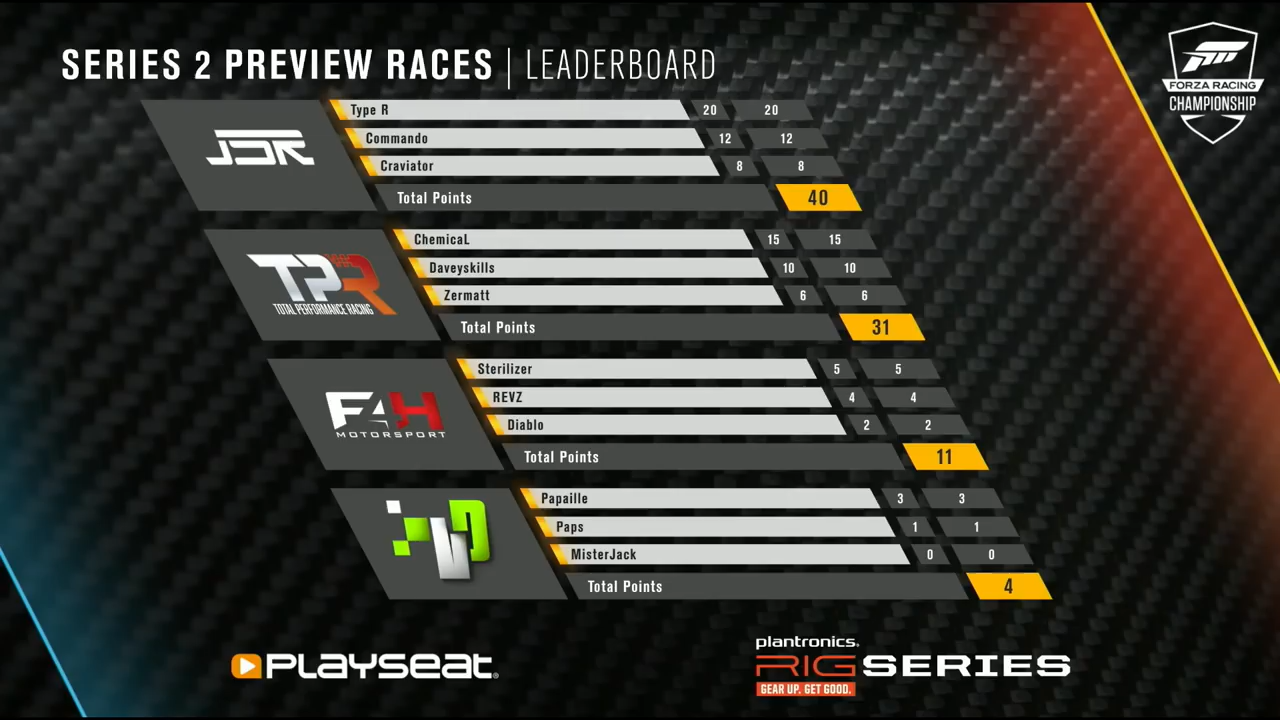 SERIES 2 PREVIEW RACES | LEADERBOARD
FORZA RACING
CHAMPIONSHIP
JSR
Type R 20 20
Commando 12 12
Craviator 8 8
Total Points 40
TPR
TOTAL PERFORMANCE RACING
ChemicaL 15 15
Daveyskills 10 10
Zermatt 6 6
Total Points 31
F4H
MOTORSPORT
Sterilizer 5 5
REVZ 4 4
Diablo 2 2
Total Points 11
Papaille 3 3
Paps 1 1
MisterJack 0 0
Total Points 4
PLAYSEAT®
plantronics.
RIG SERIES
GEAR UP. GET GOOD.